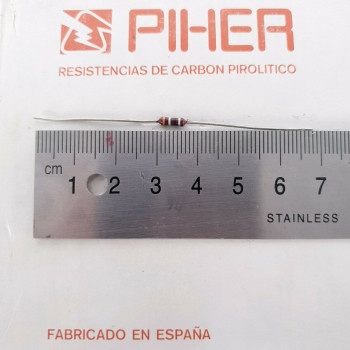 PIHER
RESISTENCIAS DE CARBON PIROLITICO
cm 1 2 3 4 5 6 7
STAINLESS
FABRICADO EN ESPAÑA